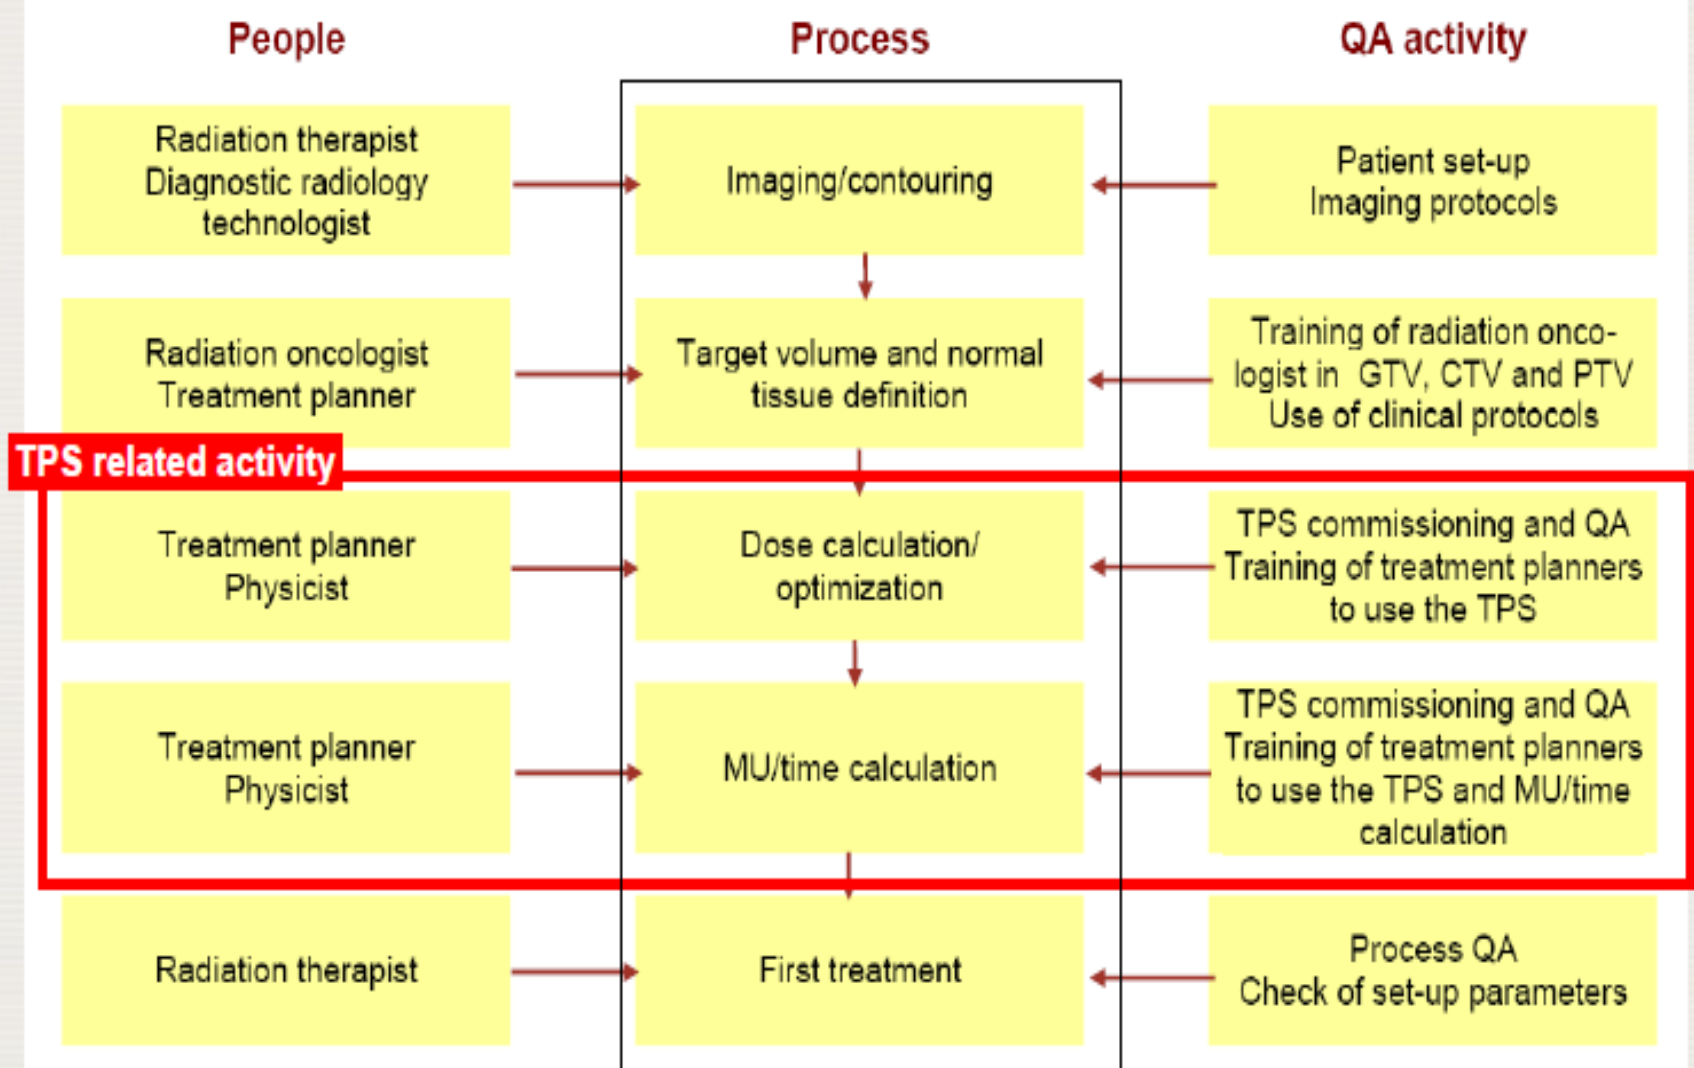 People
Process
QA activity
Radiation therapist
Diagnostic radiology
technologist
Imaging/contouring
Patient set-up
Imaging protocols
Radiation oncologist
Treatment planner
Target volume and normal
tissue definition
Training of radiation onco-
logist in GTV, CTV and PTV
Use of clinical protocols
TPS related activity
Treatment planner
Physicist
Dose calculation/
optimization
TPS commissioning and QA
Training of treatment planners
to use the TPS
Treatment planner
Physicist
MU/time calculation
TPS commissioning and QA
Training of treatment planners
to use the TPS and MU/time
calculation
Radiation therapist
First treatment
Process QA
Check of set-up parameters